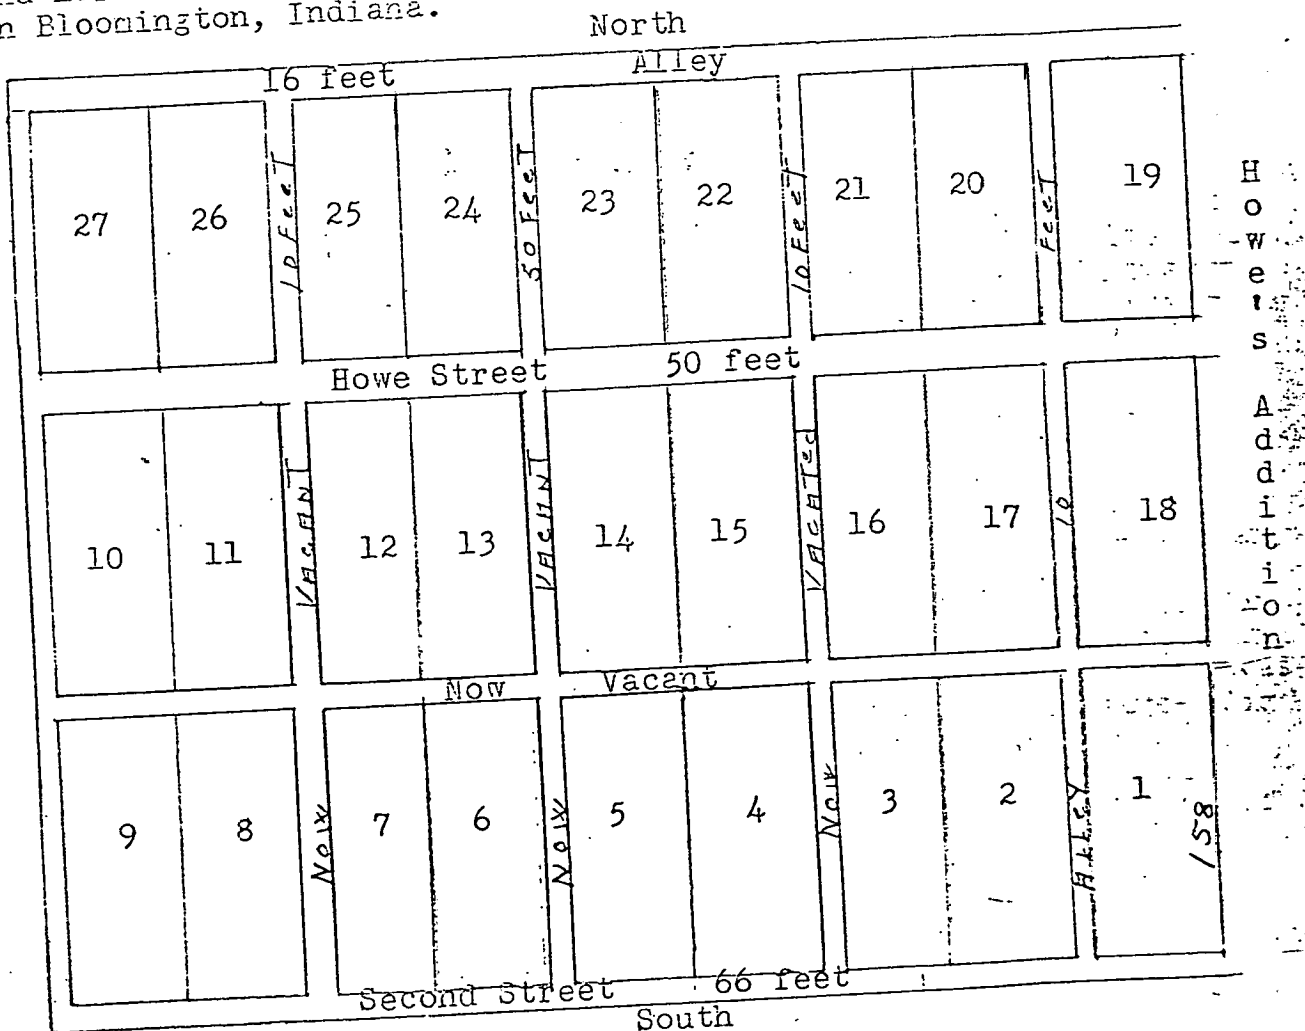 n Bloomington, Indiana.
North
16 feet Alley
27 26 10 Feet 25 24 50 Feet 23 22 10 Feet 21 20 Feet 19
Howe Street 50 feet
10 11 VACANT 12 13 VACANT 14 15 VACATED 16 17 10 18
Now Vacant
9 8 NOW 7 6 NOW 5 4 NOW 3 2 ALLEY 1 158
Second Street 66 feet
South
Howe's Addition